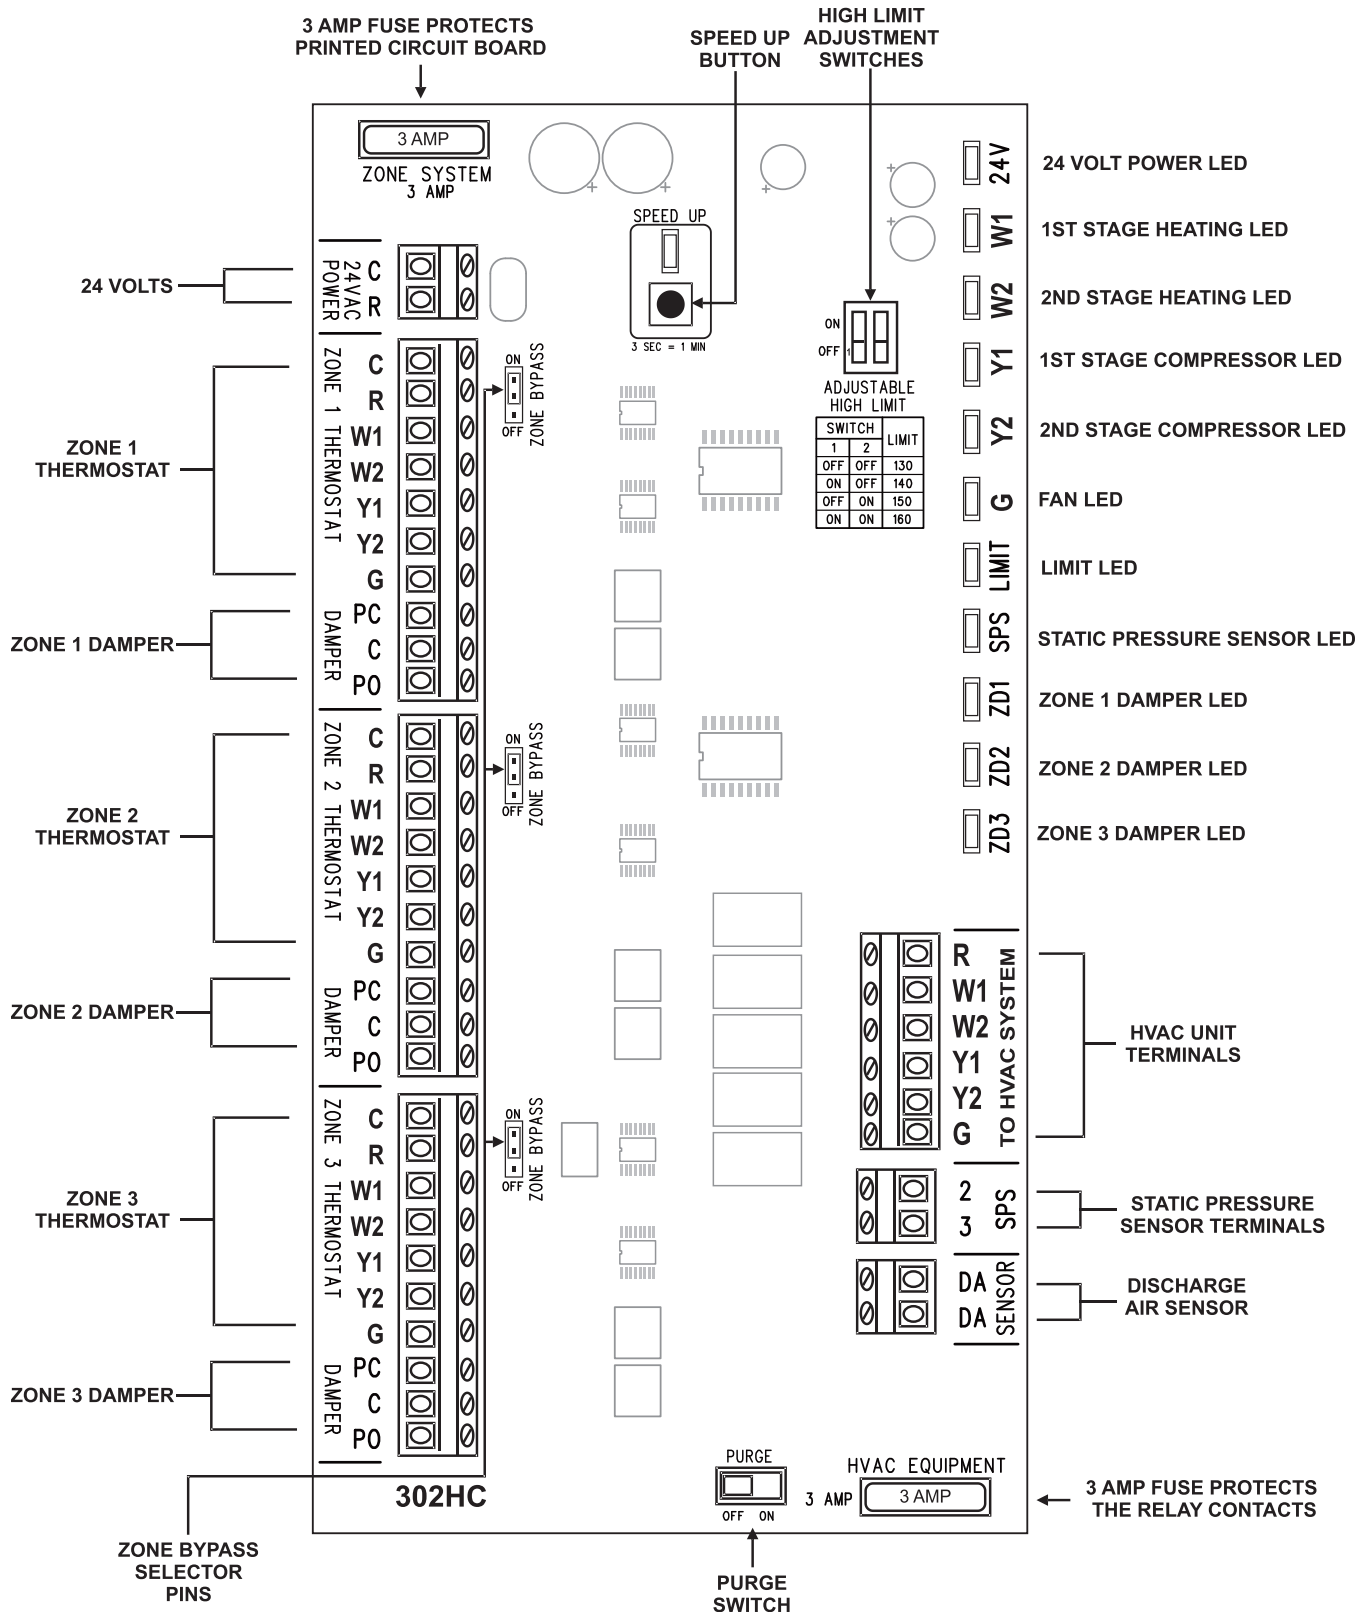 3 AMP FUSE PROTECTS
PRINTED CIRCUIT BOARD
SPEED UP
BUTTON
HIGH LIMIT
ADJUSTMENT
SWITCHES
3 AMP
ZONE SYSTEM
3 AMP
SPEED UP
3 SEC = 1 MIN
ON
OFF 1
ADJUSTABLE
HIGH LIMIT
SWITCH LIMIT
1 2
OFF OFF 130
ON OFF 140
OFF ON 150
ON ON 160
24 VOLTS
24VAC
POWER
C
R
ZONE 1
THERMOSTAT
ZONE 1 THERMOSTAT
C
R
W1
W2
Y1
Y2
G
ON
OFF
ZONE BYPASS
ZONE 1 DAMPER
DAMPER
PC
C
PO
ZONE 2
THERMOSTAT
ZONE 2 THERMOSTAT
C
R
W1
W2
Y1
Y2
G
ON
OFF
ZONE BYPASS
ZONE 2 DAMPER
DAMPER
PC
C
PO
ZONE 3
THERMOSTAT
ZONE 3 THERMOSTAT
C
R
W1
W2
Y1
Y2
G
ON
OFF
ZONE BYPASS
ZONE 3 DAMPER
DAMPER
PC
C
PO
302HC
ZONE BYPASS
SELECTOR
PINS
24V
24 VOLT POWER LED
W1
1ST STAGE HEATING LED
W2
2ND STAGE HEATING LED
Y1
1ST STAGE COMPRESSOR LED
Y2
2ND STAGE COMPRESSOR LED
G
FAN LED
LIMIT
LIMIT LED
SPS
STATIC PRESSURE SENSOR LED
ZD1
ZONE 1 DAMPER LED
ZD2
ZONE 2 DAMPER LED
ZD3
ZONE 3 DAMPER LED
R
W1
W2
Y1
Y2
G
TO HVAC SYSTEM
HVAC UNIT
TERMINALS
2
3
SPS
STATIC PRESSURE
SENSOR TERMINALS
DA
DA
SENSOR
DISCHARGE
AIR SENSOR
PURGE
OFF ON
PURGE
SWITCH
HVAC EQUIPMENT
3 AMP
3 AMP
3 AMP FUSE PROTECTS
THE RELAY CONTACTS